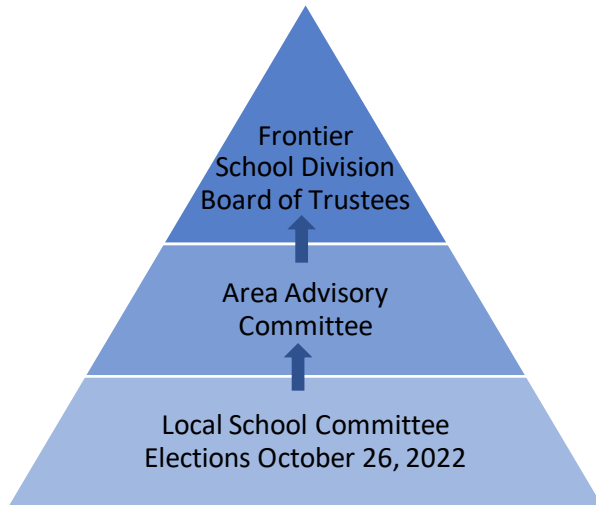 Frontier
School Division
Board of Trustees
Area Advisory
Committee
Local School Committee
Elections October 26, 2022